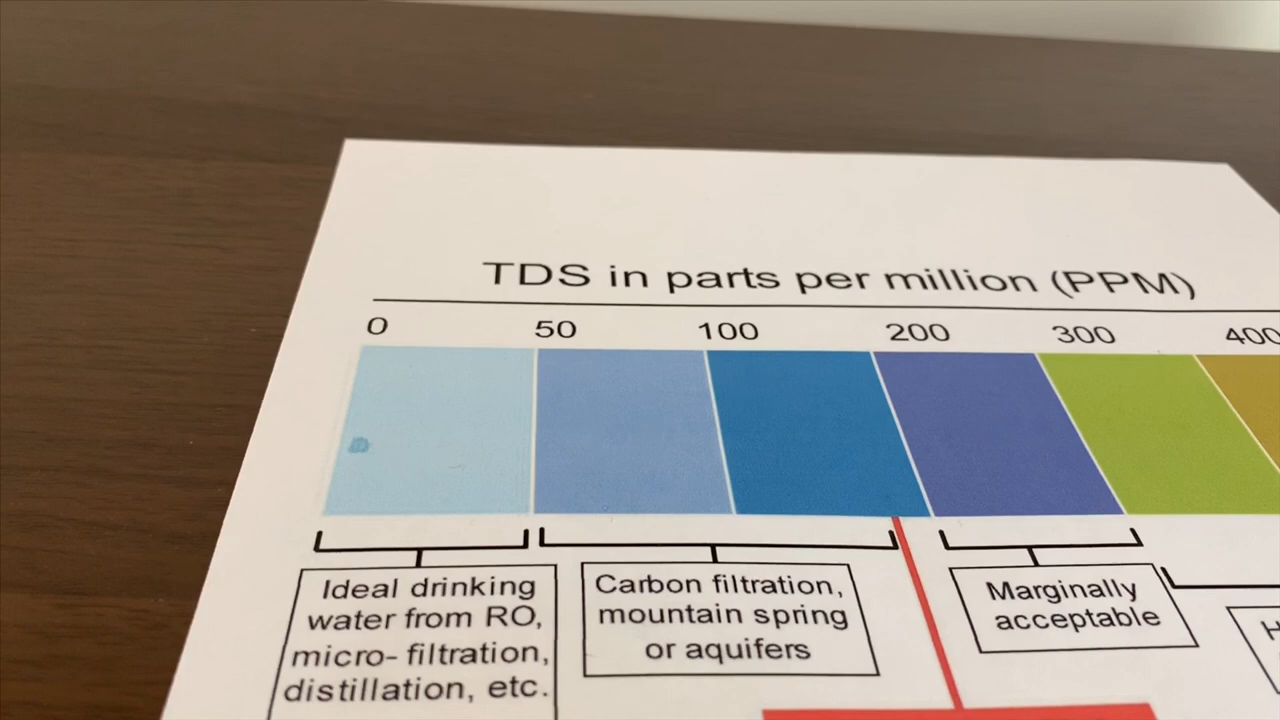 TDS in parts per million (PPM)
0 50 100 200 300 400
Ideal drinking
water from RO,
micro- filtration,
distillation, etc.
Carbon filtration,
mountain spring
or aquifers
Marginally
acceptable